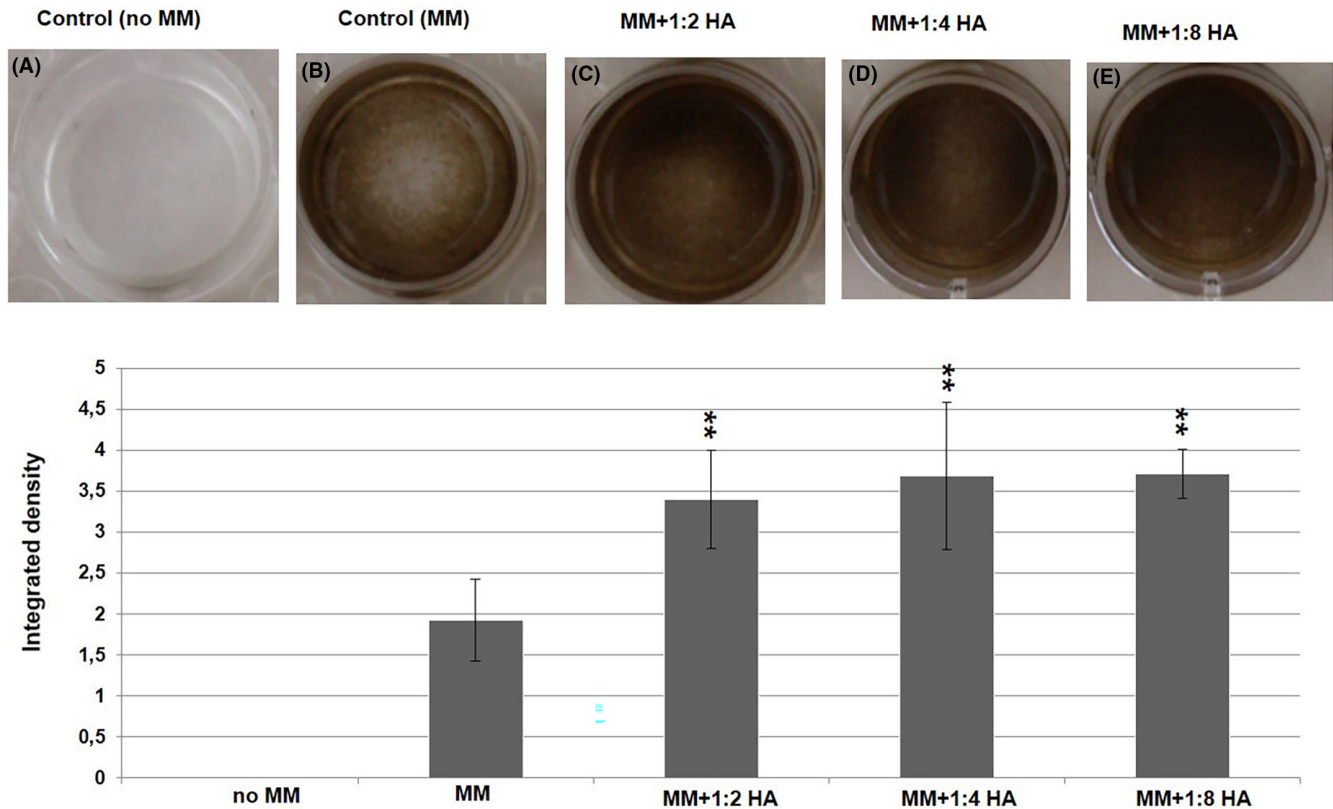 Control (no MM)
Control (MM)
MM+1:2 HA
MM+1:4 HA
MM+1:8 HA
(A)
(B)
(C)
(D)
(E)
Integrated density
5
4,5
4
3,5
3
2,5
2
1,5
1
0,5
0
**
**
**
no MM
MM
MM+1:2 HA
MM+1:4 HA
MM+1:8 HA